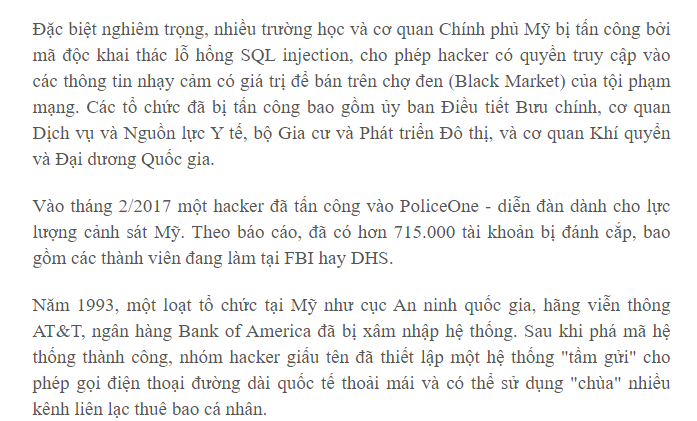 Đặc biệt nghiêm trọng, nhiều trường học và cơ quan Chính phủ Mỹ bị tấn công bởi
mã độc khai thác lỗ hổng SQL injection, cho phép hacker có quyền truy cập vào
các thông tin nhạy cảm có giá trị để bán trên chợ đen (Black Market) của tội phạm
mạng. Các tổ chức đã bị tấn công bao gồm ủy ban Điều tiết Bưu chính, cơ quan
Dịch vụ và Nguồn lực Y tế, bộ Gia cư và Phát triển Đô thị, và cơ quan Khí quyển
và Đại dương Quốc gia.
Vào tháng 2/2017 một hacker đã tấn công vào PoliceOne - diễn đàn dành cho lực
lượng cảnh sát Mỹ. Theo báo cáo, đã có hơn 715.000 tài khoản bị đánh cắp, bao
gồm các thành viên đang làm tại FBI hay DHS.
Năm 1993, một loạt tổ chức tại Mỹ như cục An ninh quốc gia, hãng viễn thông
AT&T, ngân hàng Bank of America đã bị xâm nhập hệ thống. Sau khi phá mã hệ
thống thành công, nhóm hacker giấu tên đã thiết lập một hệ thống "tầm gửi" cho
phép gọi điện thoại đường dài quốc tế thoải mái và có thể sử dụng "chùa" nhiều
kênh liên lạc thuê bao cá nhân.